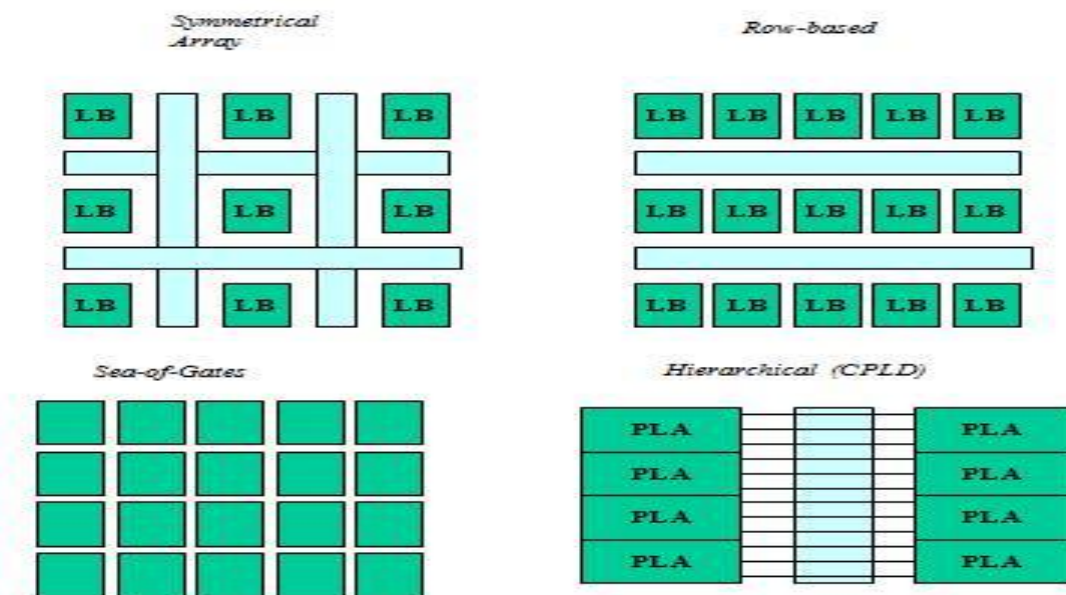 Symmetrical
Array
Row-based
LB LB LB
LB LB LB LB LB
LB LB LB
LB LB LB LB LB
LB LB LB
LB LB LB LB LB
Sea-of-Gates
Hierarchical (CPLD)
PLA PLA
PLA PLA
PLA PLA
PLA PLA